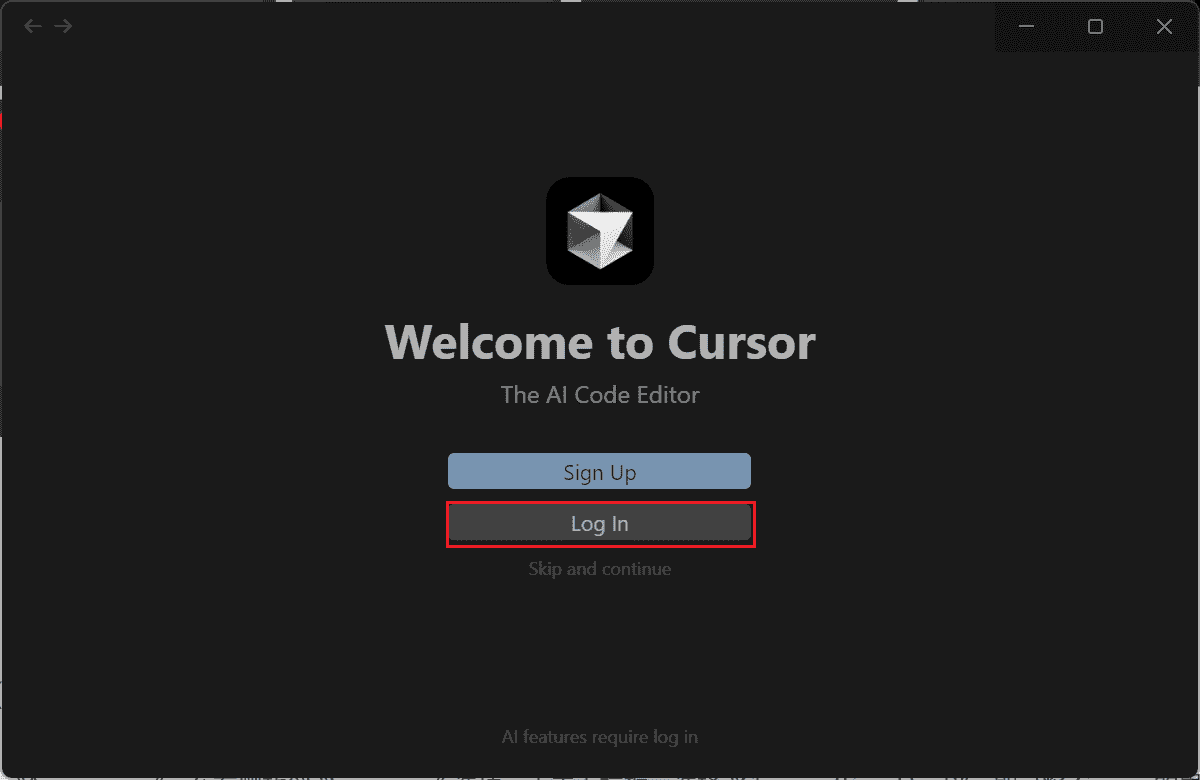 Welcome to Cursor
The AI Code Editor
Sign Up
Log In
Skip and continue
AI features require log in